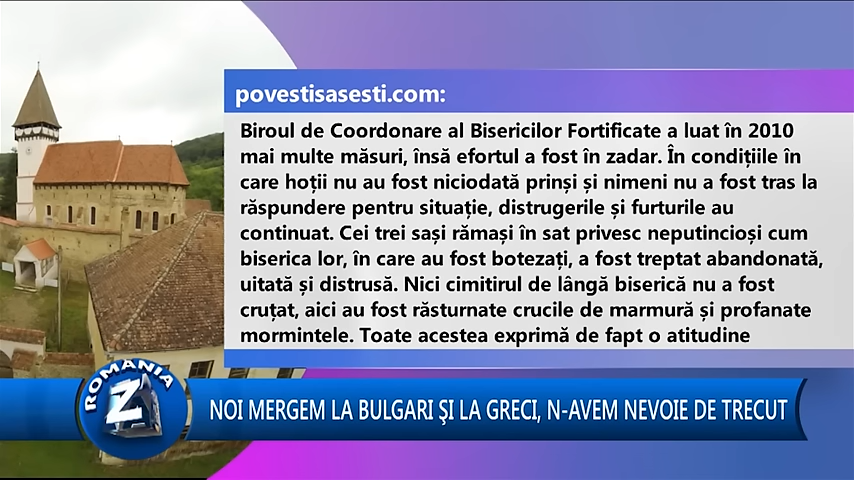 povestisasesti.com:
Biroul de Coordonare al Bisericilor Fortificate a luat în 2010
mai multe măsuri, însă efortul a fost în zadar. În condițiile în
care hoții nu au fost niciodată prinși și nimeni nu a fost tras la
răspundere pentru situație, distrugerile și furturile au
continuat. Cei trei sași rămași în sat privesc neputincioși cum
biserica lor, în care au fost botezați, a fost treptat abandonată,
uitată și distrusă. Nici cimitirul de lângă biserică nu a fost
cruțat, aici au fost răsturnate crucile de marmură și profanate
mormintele. Toate acestea exprimă de fapt o atitudine
ROMANIA
Z
NOI MERGEM LA BULGARI ŞI LA GRECI, N-AVEM NEVOIE DE TRECUT